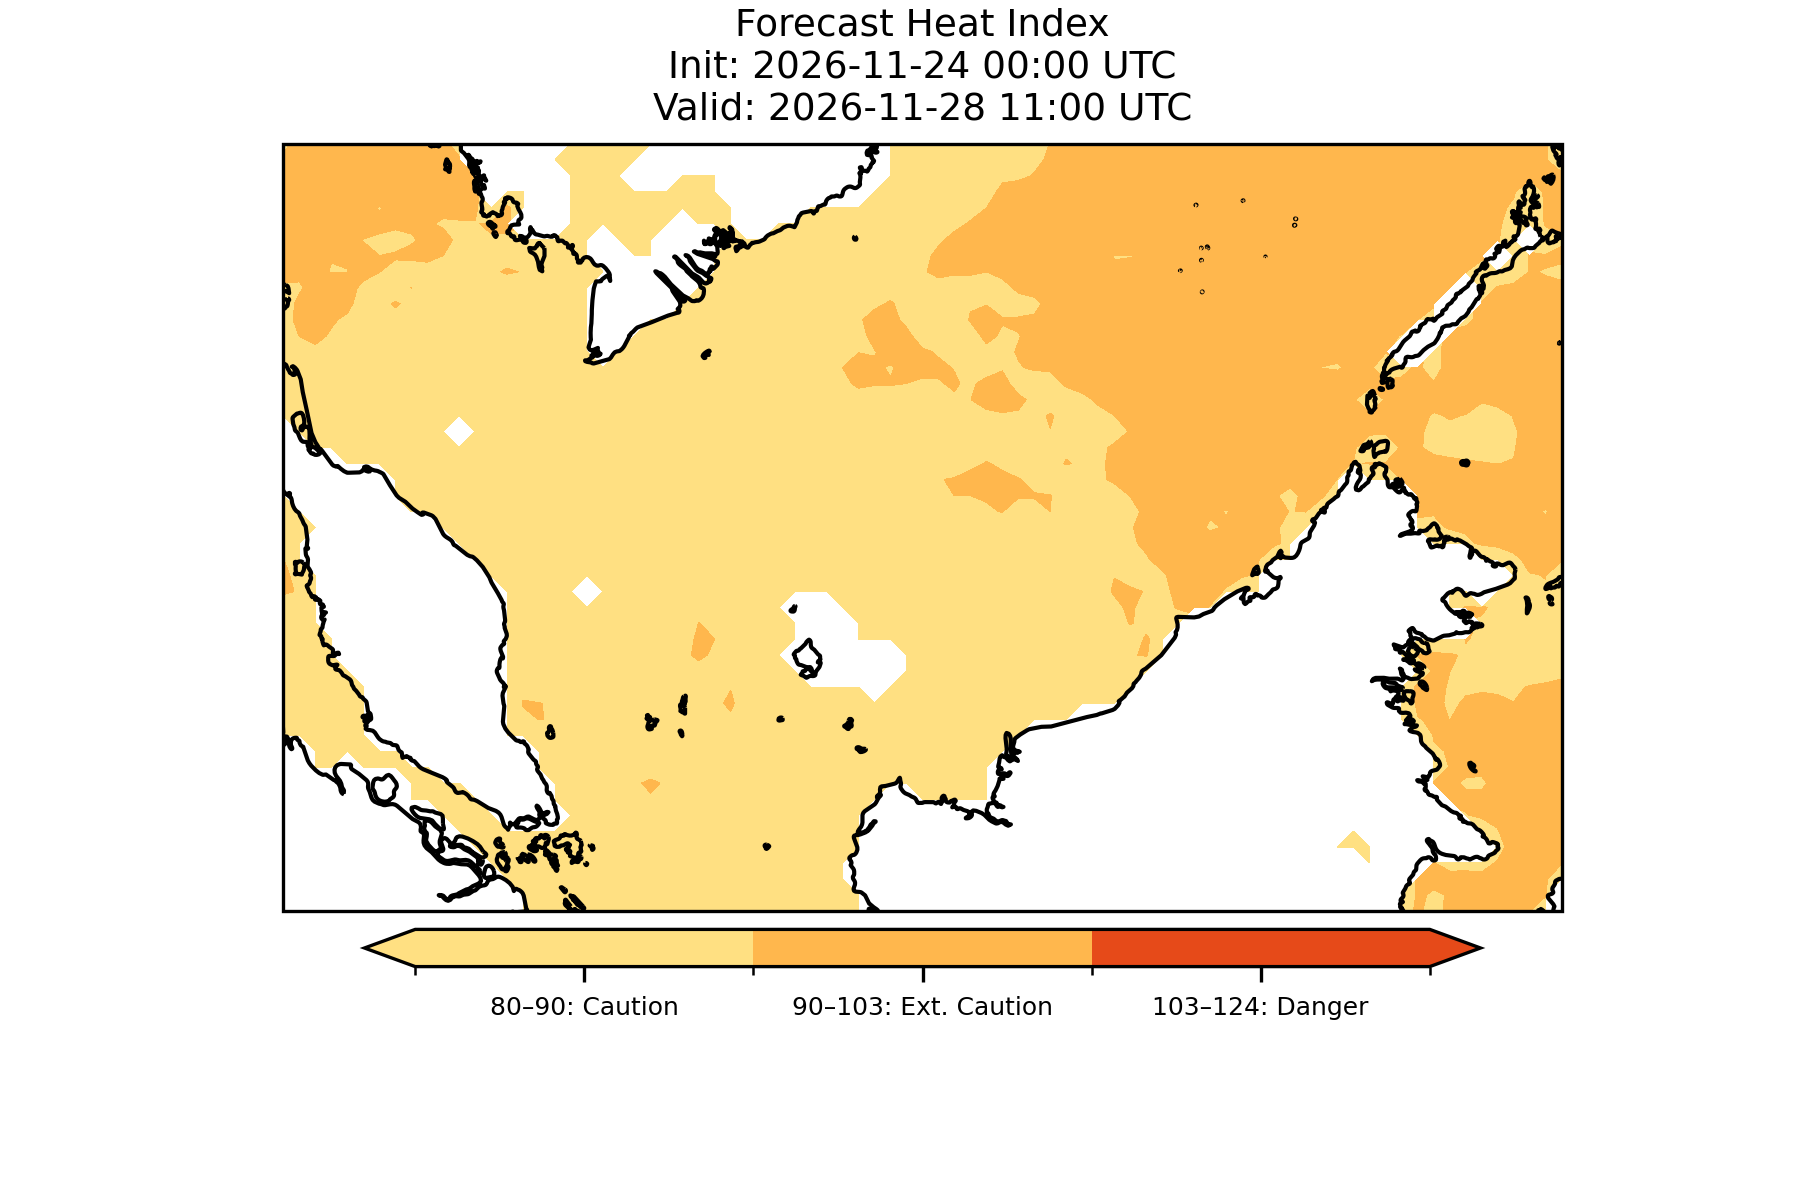 Forecast Heat Index
Init: 2026-11-24 00:00 UTC
Valid: 2026-11-28 11:00 UTC
80–90: Caution
90–103: Ext. Caution
103–124: Danger